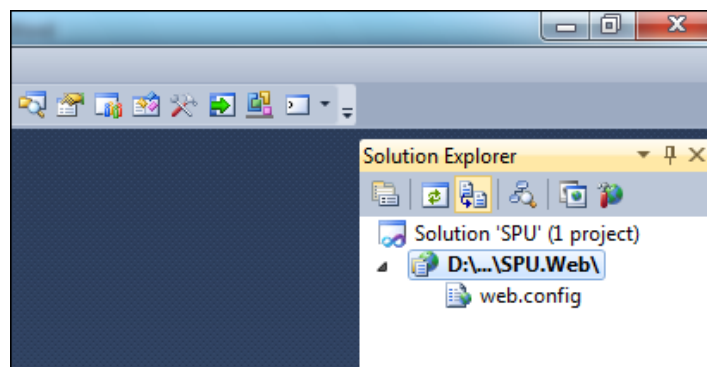 Solution Explorer
Solution 'SPU' (1 project)
D:\...\SPU.Web\
web.config